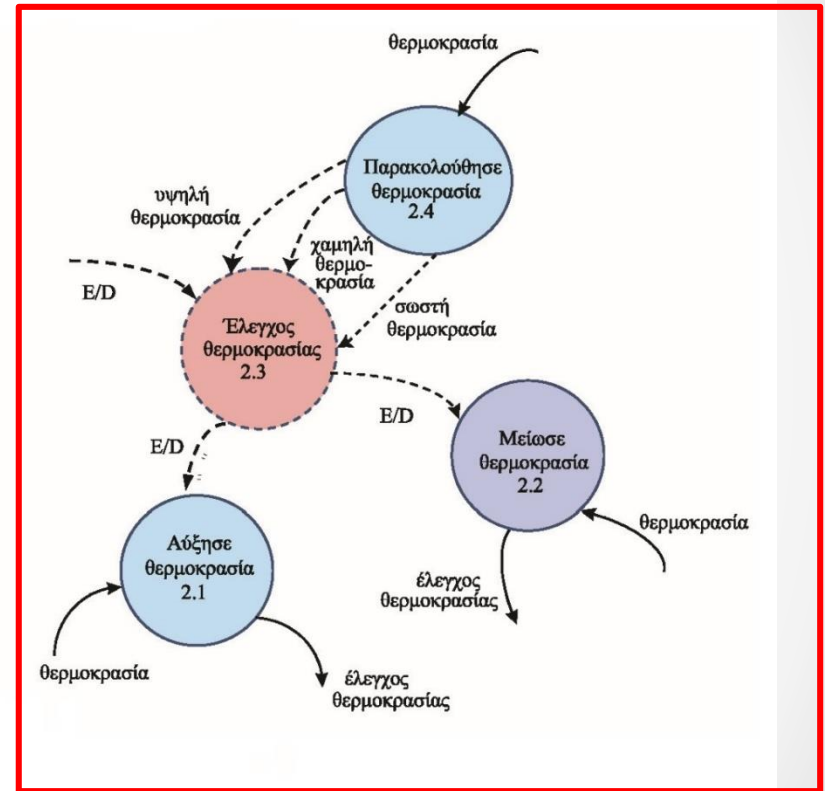 θερμοκρασία
Παρακολούθησε
θερμοκρασία
2.4
υψηλή
θερμοκρασία
χαμηλή
θερμο-
κρασία
E/D
σωστή
θερμοκρασία
Έλεγχος
θερμοκρασίας
2.3
E/D
E/D
Μείωσε
θερμοκρασία
2.2
θερμοκρασία
Αύξησε
θερμοκρασία
2.1
έλεγχος
θερμοκρασίας
θερμοκρασία
έλεγχος
θερμοκρασίας